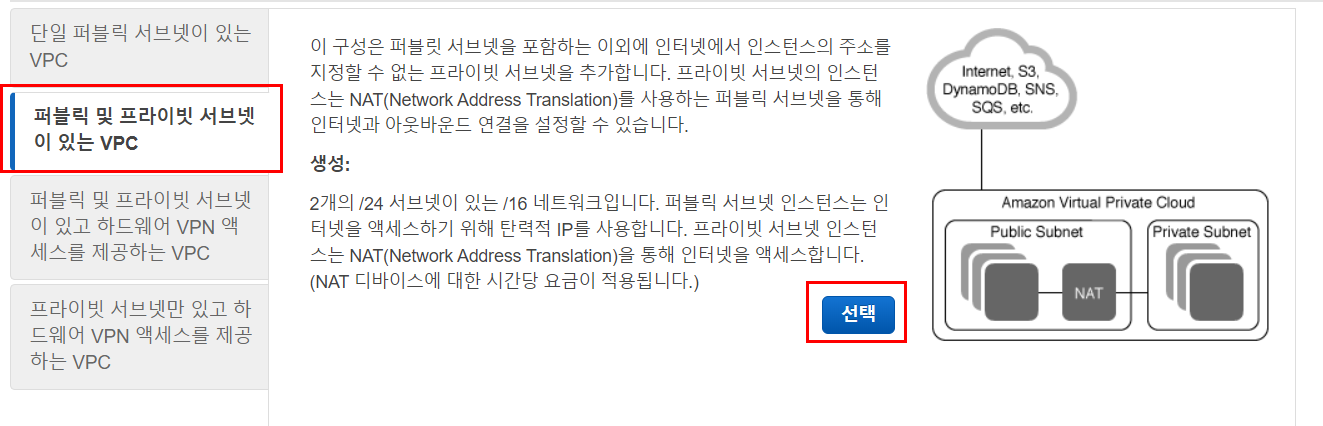 단일 퍼블릭 서브넷이 있는
VPC
퍼블릭 및 프라이빗 서브넷
이 있는 VPC
퍼블릭 및 프라이빗 서브넷
이 있고 하드웨어 VPN 액
세스를 제공하는 VPC
프라이빗 서브넷만 있고 하
드웨어 VPN 액세스를 제공
하는 VPC
이 구성은 퍼블릿 서브넷을 포함하는 이외에 인터넷에서 인스턴스의 주소를
지정할 수 없는 프라이빗 서브넷을 추가합니다. 프라이빗 서브넷의 인스턴
스는 NAT(Network Address Translation)를 사용하는 퍼블릭 서브넷을 통해
인터넷과 아웃바운드 연결을 설정할 수 있습니다.
생성:
2개의 /24 서브넷이 있는 /16 네트워크입니다. 퍼블릭 서브넷 인스턴스는 인
터넷을 액세스하기 위해 탄력적 IP를 사용합니다. 프라이빗 서브넷 인스턴
스는 NAT(Network Address Translation)을 통해 인터넷을 액세스합니다.
(NAT 디바이스에 대한 시간당 요금이 적용됩니다.)
선택
Internet, S3,
DynamoDB, SNS,
SQS, etc.
Amazon Virtual Private Cloud
Public Subnet
Private Subnet
NAT